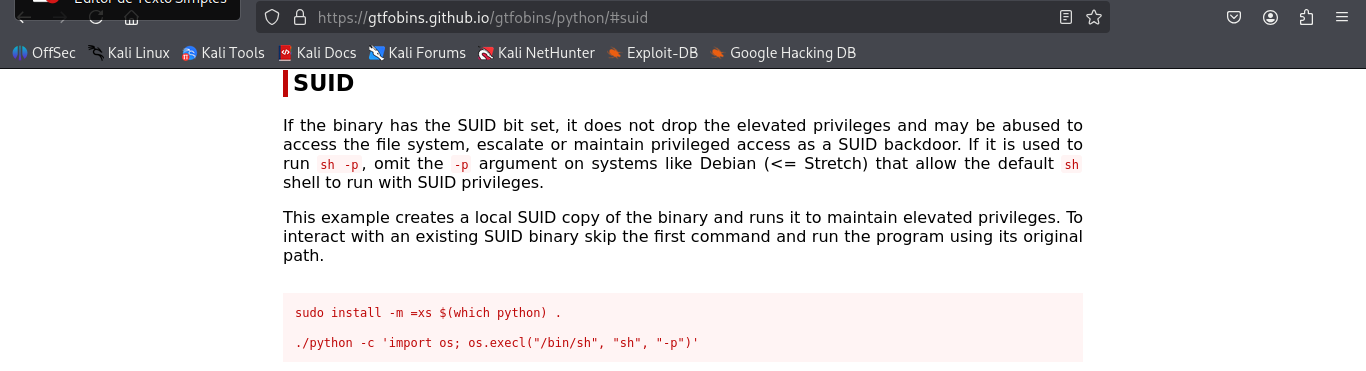 Editor de Texto Simples
https://gtfobins.github.io/gtfobins/python/#suid
OffSec Kali Linux Kali Tools Kali Docs Kali Forums Kali NetHunter Exploit-DB Google Hacking DB
SUID
If the binary has the SUID bit set, it does not drop the elevated privileges and may be abused to
access the file system, escalate or maintain privileged access as a SUID backdoor. If it is used to
run sh -p, omit the -p argument on systems like Debian (<= Stretch) that allow the default sh
shell to run with SUID privileges.
This example creates a local SUID copy of the binary and runs it to maintain elevated privileges. To
interact with an existing SUID binary skip the first command and run the program using its original
path.
sudo install -m =xs $(which python) .
./python -c 'import os; os.execl("/bin/sh", "sh", "-p")'